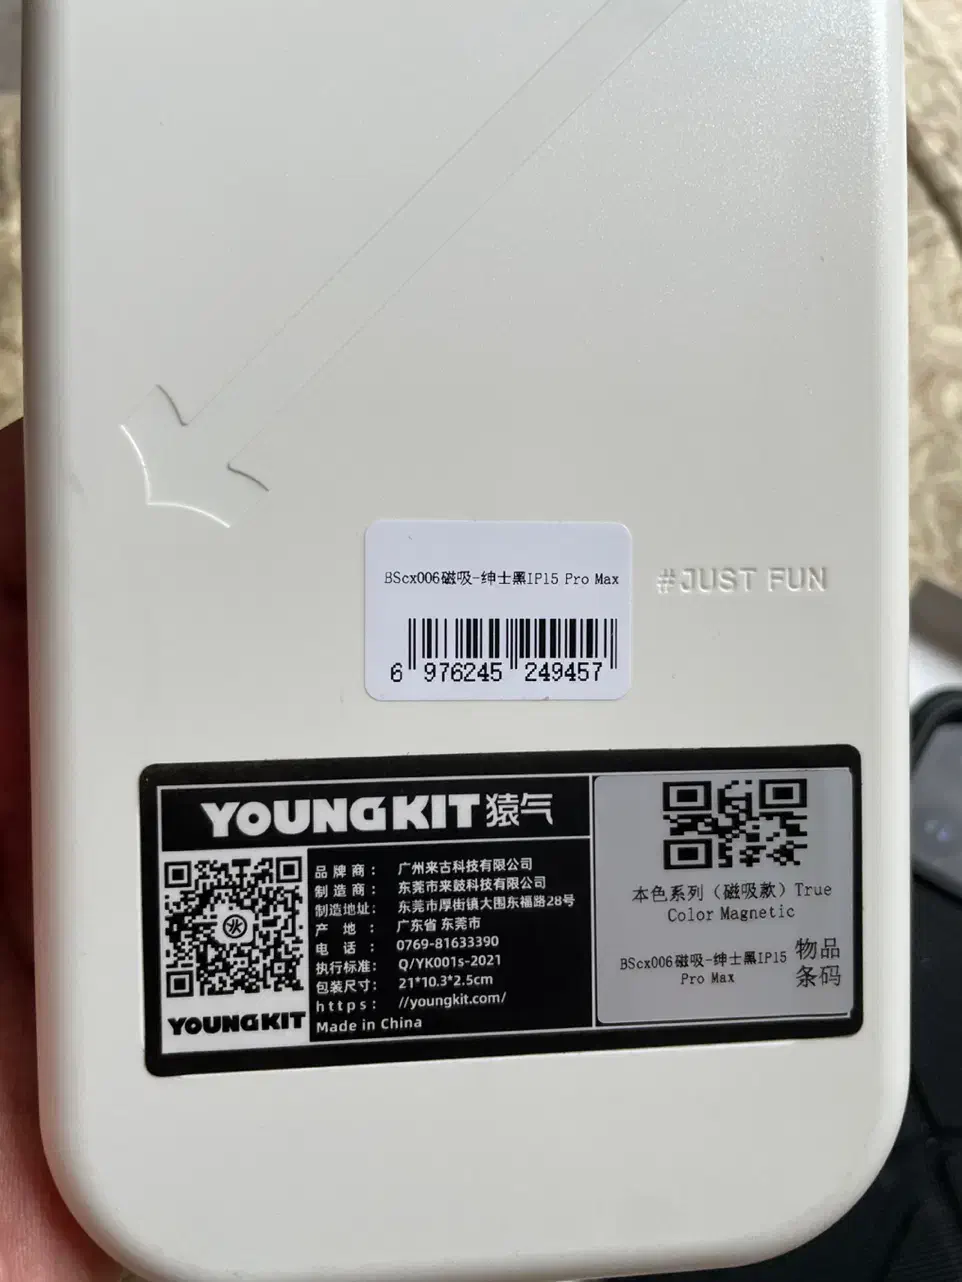 BScx006磁吸-绅士黑IP15 Pro Max
6 976245 249457
#JUST FUN
YOUNGKIT猿气
品牌商： 广州来古科技有限公司
制造商： 东莞市来鼓科技有限公司
制造地址： 东莞市厚街镇大围东福路28号
产地： 广东省 东莞市
电话： 0769-81633390
执行标准： Q/YK001s-2021
包装尺寸： 21*10.3*2.5cm
https： //youngkit.com/
Made in China
YOUNGKIT
本色系列（磁吸款）True
Color Magnetic
BScx006磁吸-绅士黑IP15
Pro Max
物品
条码